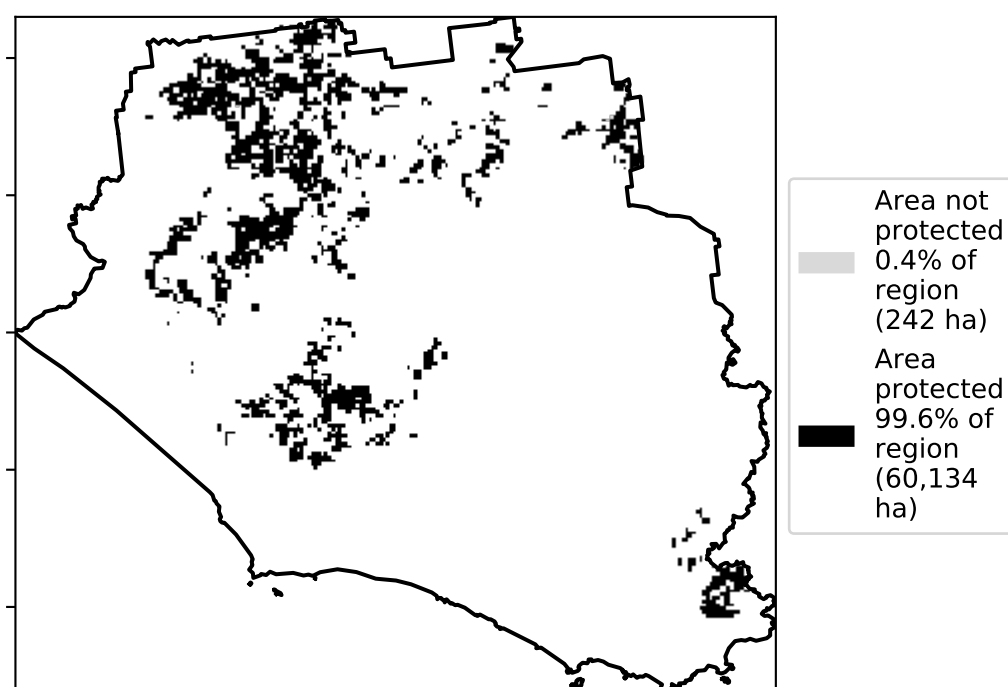 Area not
protected
0.4% of
region
(242 ha)
Area
protected
99.6% of
region
(60,134
ha)